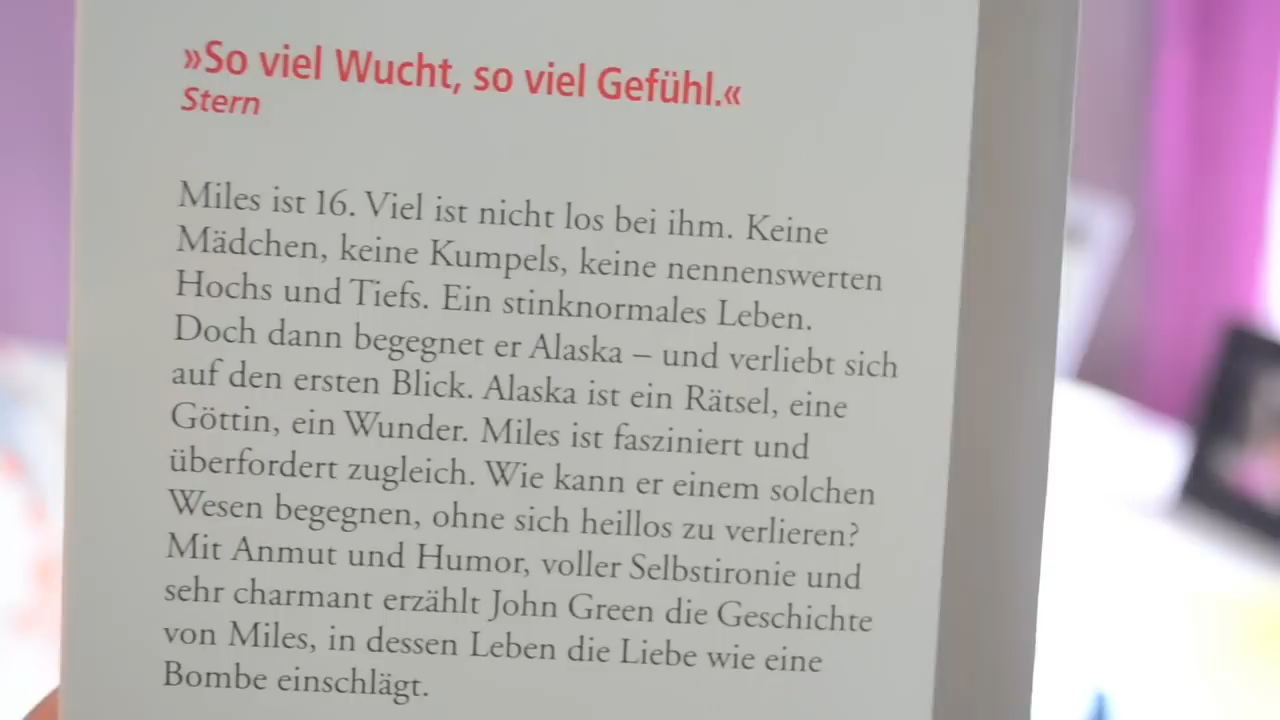 »So viel Wucht, so viel Gefühl.«
Stern
Miles ist 16. Viel ist nicht los bei ihm. Keine
Mädchen, keine Kumpels, keine nennenswerten
Hochs und Tiefs. Ein stinknormales Leben.
Doch dann begegnet er Alaska – und verliebt sich
auf den ersten Blick. Alaska ist ein Rätsel, eine
Göttin, ein Wunder. Miles ist fasziniert und
überfordert zugleich. Wie kann er einem solchen
Wesen begegnen, ohne sich heillos zu verlieren?
Mit Anmut und Humor, voller Selbstironie und
sehr charmant erzählt John Green die Geschichte
von Miles, in dessen Leben die Liebe wie eine
Bombe einschlägt.